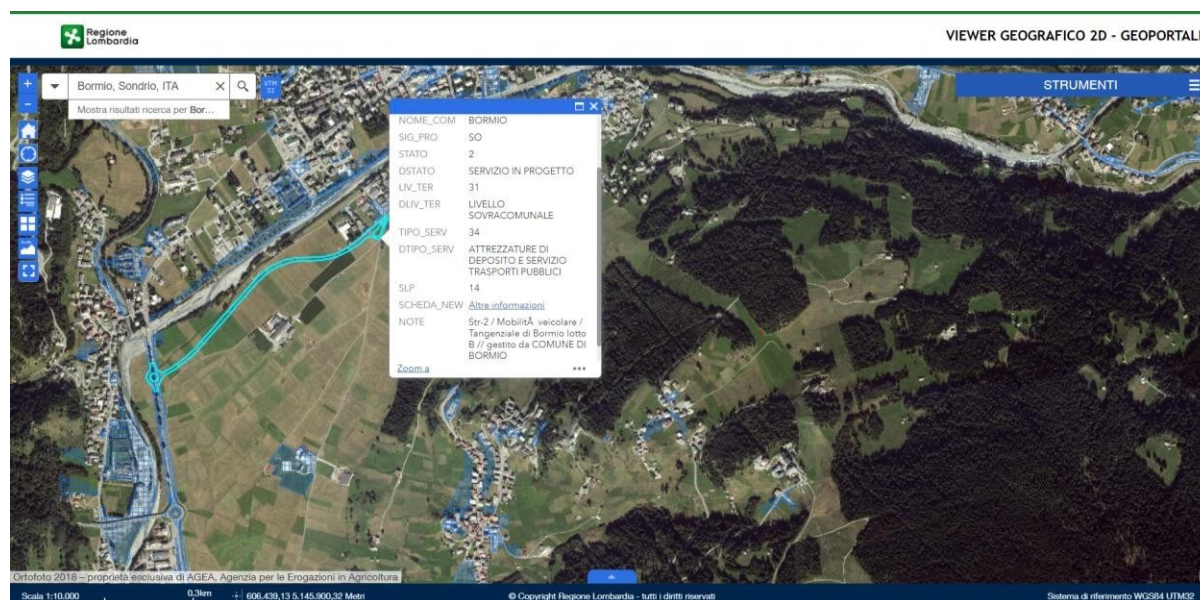 Regione
Lombardia
VIEWER GEOGRAFICO 2D - GEOPORTALE
Bormio, Sondrio, ITA
UTM
32
STRUMENTI
Mostra risultati ricerca per Bor...
NOME_COM BORMIO
SIG_PRO SO
STATO 2
DSTATO SERVIZIO IN PROGETTO
LIV_TER 31
DLIV_TER LIVELLO
SOVRACOMUNALE
TIPO_SERV 34
DTIPO_SERV ATTREZZATURE DI
DEPOSITO E SERVIZIO
TRASPORTI PUBBLICI
SLP 14
SCHEDA_NEW Altre informazioni
NOTE Str-2 / MobilitÃ veicolare /
Tangenziale di Bormio lotto
B // gestito da COMUNE DI
BORMIO
Zoom a
Ortofoto 2018 – proprietà esclusiva di AGEA, Agenzia per le Erogazioni in Agricoltura
Scala 1:10.000 0.3km 606.439,13 5.145.900,32 Metri © Copyright Regione Lombardia - tutti i diritti riservati Sistema di riferimento WGS84 UTM32